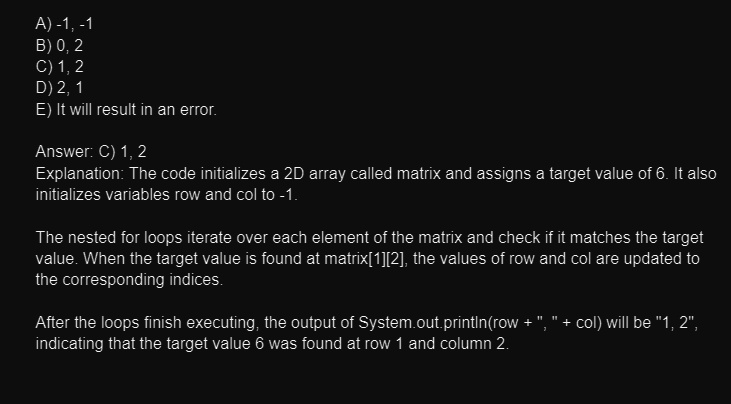 A) -1, -1
B) 0, 2
C) 1, 2
D) 2, 1
E) It will result in an error.
Answer: C) 1, 2
Explanation: The code initializes a 2D array called matrix and assigns a target value of 6. It also
initializes variables row and col to -1.
The nested for loops iterate over each element of the matrix and check if it matches the target
value. When the target value is found at matrix[1][2], the values of row and col are updated to
the corresponding indices.
After the loops finish executing, the output of System.out.println(row + ", " + col) will be "1, 2",
indicating that the target value 6 was found at row 1 and column 2.